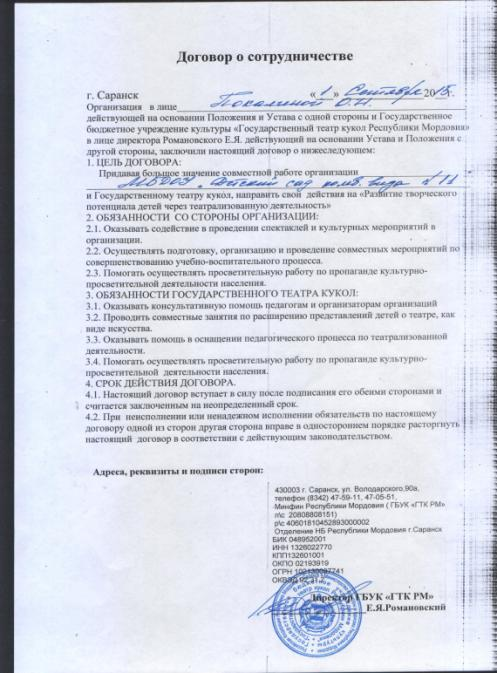 Договор о сотрудничестве
г. Саранск «1» Сентября 2015г.
Организация в лице Покалиной О.Н.
действующей на основании Положения и Устава с одной стороны и Государственное
бюджетное учреждение культуры «Государственный театр кукол Республики Мордовия»
в лице директора Романовского Е.Я. действующий на основании Устава и Положения с
другой стороны, заключили настоящий договор о нижеследующем:
1. ЦЕЛЬ ДОГОВОРА:
Придавая большое значение совместной работе организации
МБДОУ „Детский сад комб. вида
и Государственному театру кукол, направить свои действия на «Развитие творческого
потенциала детей через театрализованную деятельность»
2. ОБЯЗАННОСТИ СО СТОРОНЫ ОРГАНИЗАЦИИ:
2.1. Оказывать содействие в проведении спектаклей и культурных мероприятий в
организации.
2.2. Осуществлять подготовку, организацию и проведение совместных мероприятий по
совершенствованию учебно-воспитательного процесса.
2.3. Помогать осуществлять просветительную работу по пропаганде культурно-
просветительной деятельности населения.
3. ОБЯЗАННОСТИ ГОСУДАРСТВЕННОГО ТЕАТРА КУКОЛ:
3.1. Оказывать консультативную помощь педагогам и организаторам организаций
3.2. Проводить совместные занятия по расширению представлений детей о театре, как
виде искусства.
3.3. Оказывать помощь в оснащении педагогического процесса по театрализованной
деятельности.
3.4. Помогать осуществлять просветительную работу по пропаганде культурно-
просветительной деятельности населения.
4. СРОК ДЕЙСТВИЯ ДОГОВОРА.
4.1. Настоящий договор вступает в силу после подписания его обеими сторонами и
считается заключенным на неопределенный срок.
4.2. При неисполнении или ненадежном исполнении обязательств по настоящему
договору одной из сторон другая сторона вправе в одностороннем порядке расторгнуть
настоящий договор в соответствии с действующим законодательством.
Адреса, реквизиты и подписи сторон:
430003 г. Саранск, ул. Володарского,90а,
телефон (8342) 47-59-11, 47-05-51,
Минфин Республики Мордовия ( ГБУК «ГТК РМ»
л\с 20808808151)
р\с 40601810452893000002
Отделение НБ Республики Мордовия г.Саранск
БИК 048952001
ИНН 1326022770
КПП132601001
ОКПО 02193919
ОГРН
ОКВЭД
Директор ГБУК «ГТК РМ»
Е.Я.Романовский